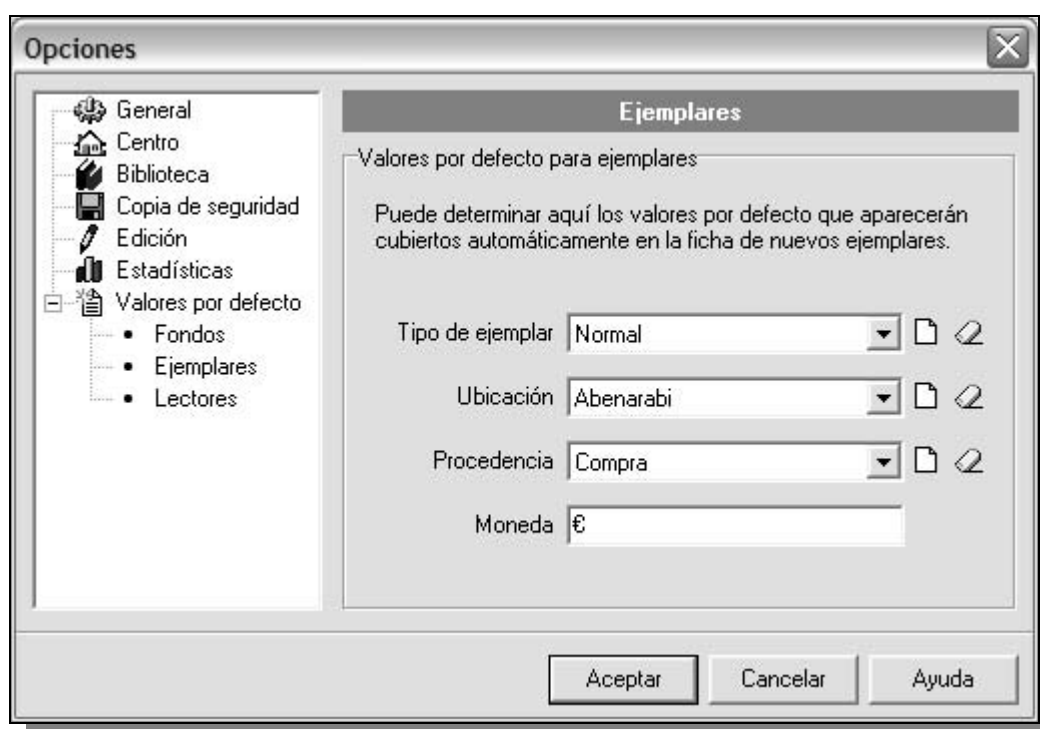 Opciones
General
Centro
Biblioteca
Copia de seguridad
Edición
Estadísticas
Valores por defecto
Fondos
Ejemplares
Lectores
Ejemplares
Valores por defecto para ejemplares
Puede determinar aquí los valores por defecto que aparecerán
cubiertos automáticamente en la ficha de nuevos ejemplares.
Tipo de ejemplar Normal
Ubicación Abenarabi
Procedencia Compra
Moneda €
Aceptar Cancelar Ayuda